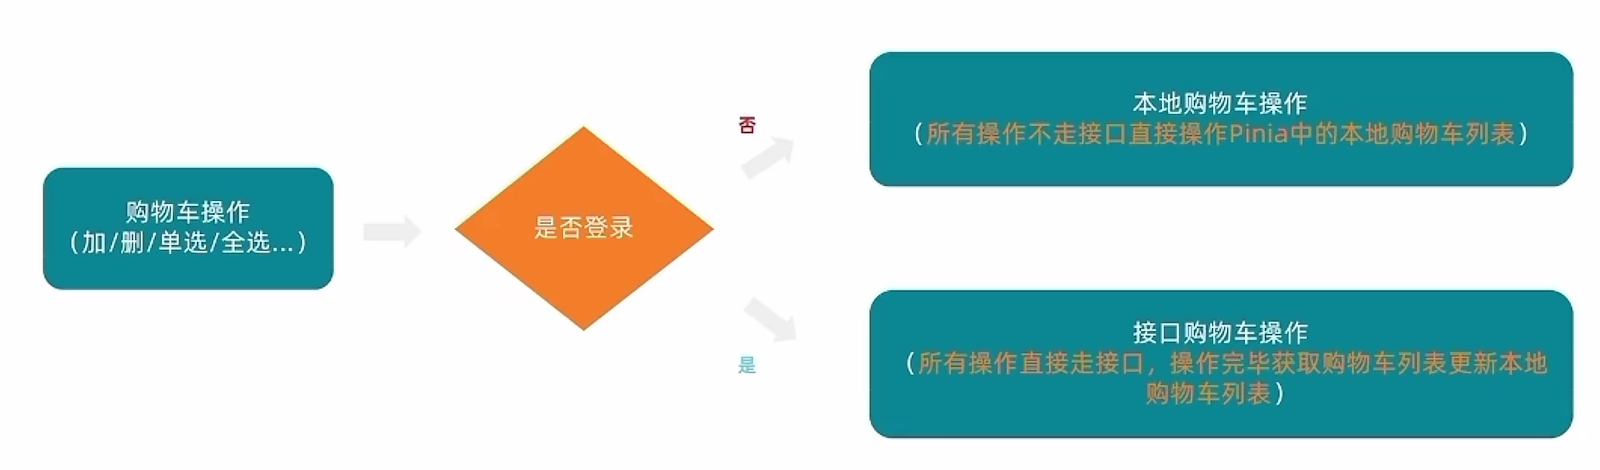 购物车操作
（加/删/单选/全选...）
是否登录
否
是
本地购物车操作
（所有操作不走接口直接操作Pinia中的本地购物车列表）
接口购物车操作
（所有操作直接走接口，操作完毕获取购物车列表更新本地
购物车列表）